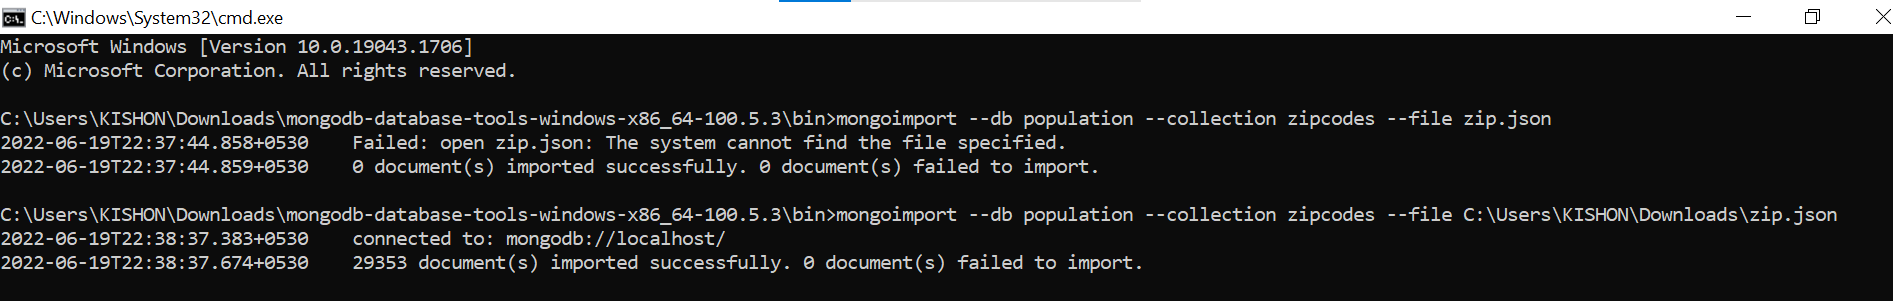 C:\Windows\System32\cmd.exe
Microsoft Windows [Version 10.0.19043.1706]
(c) Microsoft Corporation. All rights reserved.
C:\Users\KISHON\Downloads\mongodb-database-tools-windows-x86_64-100.5.3\bin>mongoimport --db population --collection zipcodes --file zip.json
2022-06-19T22:37:44.858+0530    Failed: open zip.json: The system cannot find the file specified.
2022-06-19T22:37:44.859+0530    0 document(s) imported successfully. 0 document(s) failed to import.
C:\Users\KISHON\Downloads\mongodb-database-tools-windows-x86_64-100.5.3\bin>mongoimport --db population --collection zipcodes --file C:\Users\KISHON\Downloads\zip.json
2022-06-19T22:38:37.383+0530    connected to: mongodb://localhost/
2022-06-19T22:38:37.674+0530    29353 document(s) imported successfully. 0 document(s) failed to import.